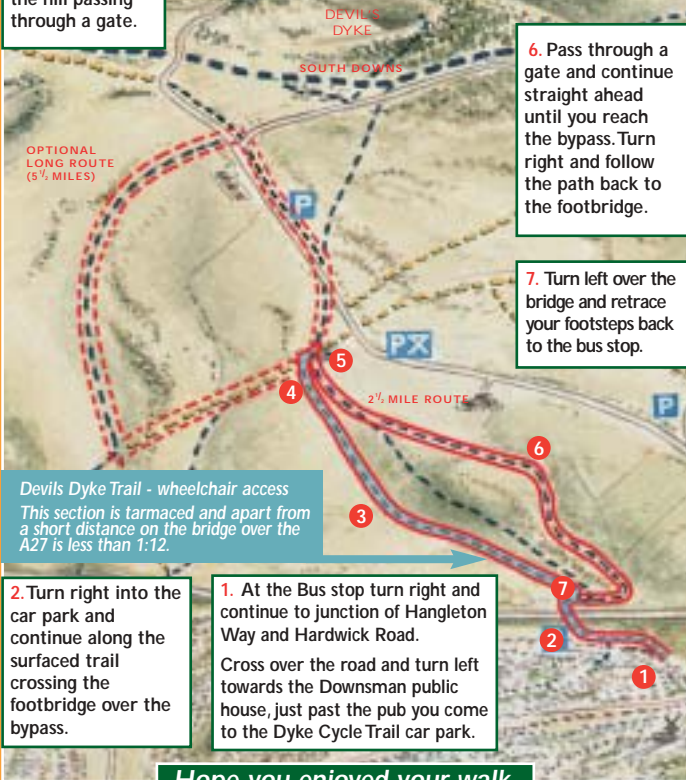 the hill passing
through a gate.
DEVIL'S
DYKE
SOUTH DOWNS
6. Pass through a
gate and continue
straight ahead
until you reach
the bypass. Turn
right and follow
the path back to
the footbridge.
OPTIONAL
LONG ROUTE
(5 1/2 MILES)
P
7. Turn left over the
bridge and retrace
your footsteps back
to the bus stop.
P
5
4
2 1/2 MILE ROUTE
P
6
Devils Dyke Trail - wheelchair access
This section is tarmaced and apart from
a short distance on the bridge over the
A27 is less than 1:12.
3
2. Turn right into the
car park and
continue along the
surfaced trail
crossing the
footbridge over the
bypass.
1. At the Bus stop turn right and
continue to junction of Hangleton
Way and Hardwick Road.
Cross over the road and turn left
towards the Downsman public
house, just past the pub you come
to the Dyke Cycle Trail car park.
7
2
1
Hope you enjoyed your walk